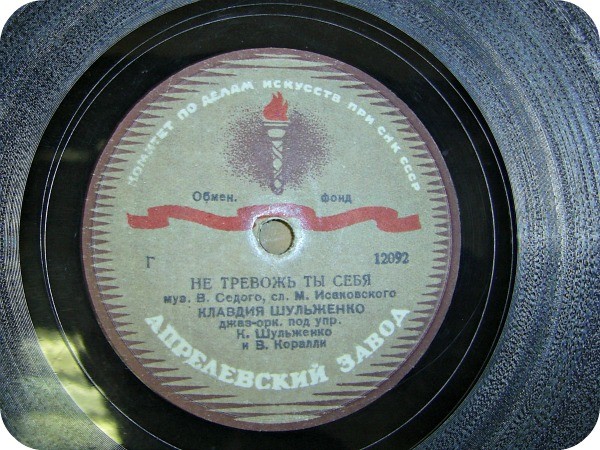 КОМИТЕТ ПО ДЕЛАМ ИСКУССТВ ПРИ СНК СССР
Обмен. фонд
Г 12092
НЕ ТРЕВОЖЬ ТЫ СЕБЯ
муз. В. Седого, сл. М. Исаковского
КЛАВДИЯ ШУЛЬЖЕНКО
джаз-орк. под упр.
К. Шульженко
и В. Коралли
АПРЕЛЕВСКИЙ ЗАВОД